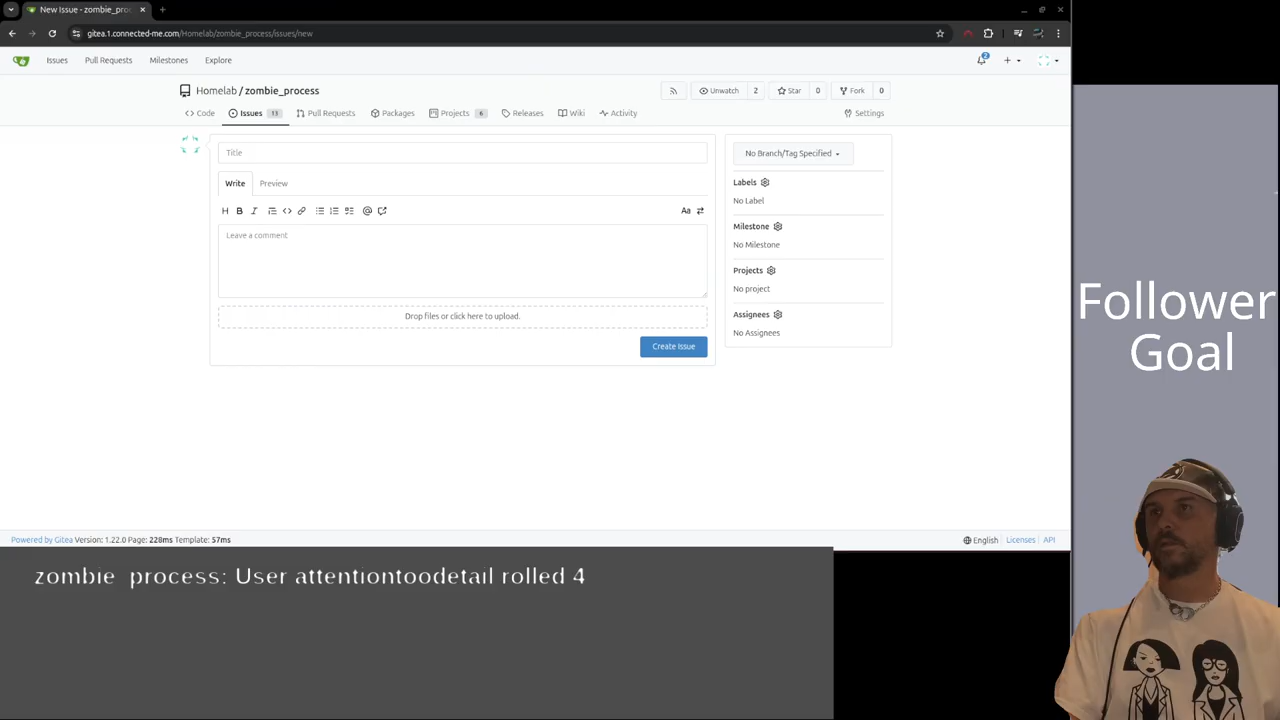 New Issue - zombie_proc
gitea.1.connected-me.com/Homelab/zombie_process/issues/new
Issues Pull Requests Milestones Explore 2
Homelab / zombie_process Unwatch 2 Star 0 Fork 0
Code Issues 13 Pull Requests Packages Projects 6 Releases Wiki Activity Settings
Title
Write Preview
H B I @ Aa
Leave a comment
Drop files or click here to upload.
Create Issue
No Branch/Tag Specified
Labels
No Label
Milestone
No Milestone
Projects
No project
Assignees
No Assignees
Powered by Gitea Version: 1.22.0 Page: 228ms Template: 57ms English Licenses API
Follower
Goal
zombie_process: User attentiontoodetail rolled 4